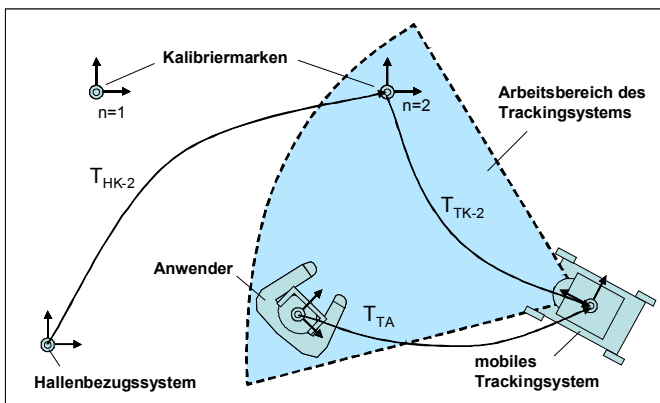 Kalibriermarken
n=1
n=2
Arbeitsbereich des
Trackingsystems
T_HK-2
T_TK-2
Anwender
T_TA
Hallenbezugssystem
mobiles
Trackingsystem